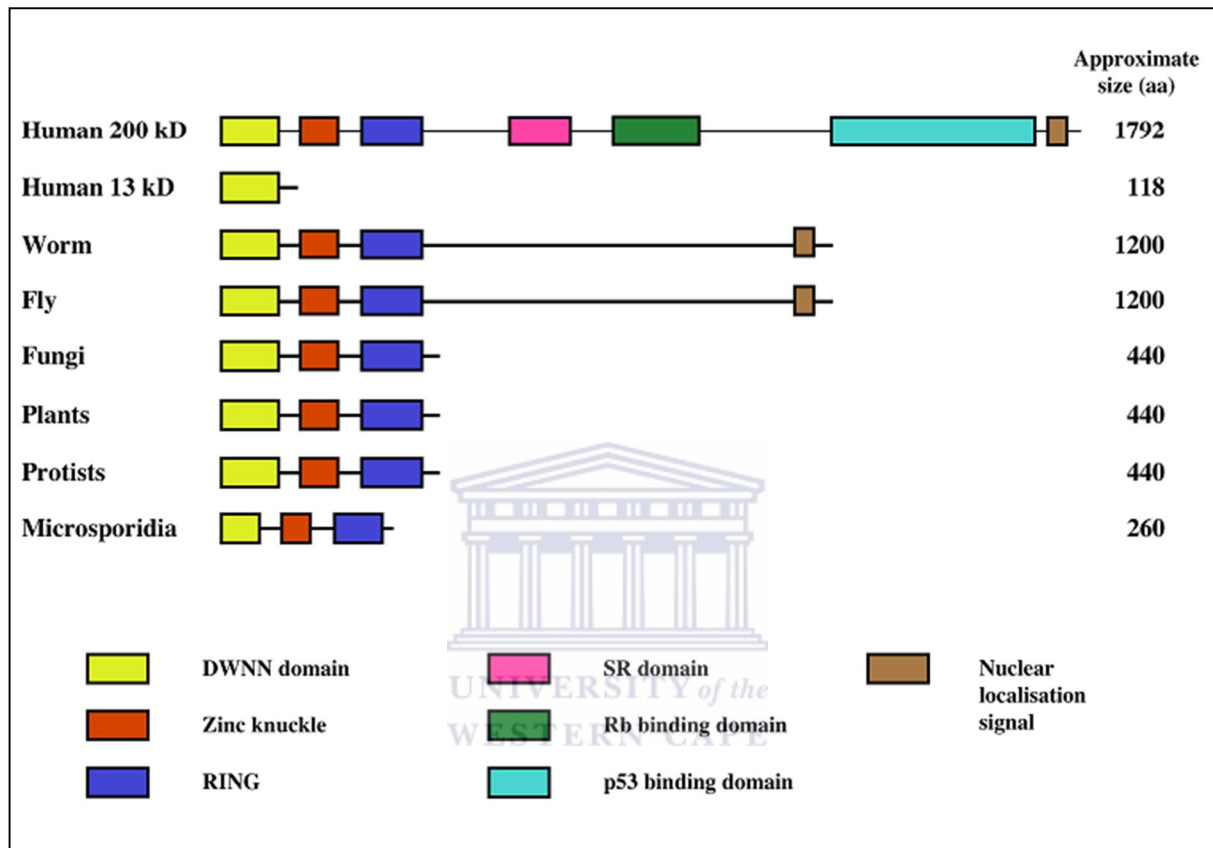 Approximate
size (aa)
Human 200 kD 1792
Human 13 kD 118
Worm 1200
Fly 1200
Fungi 440
Plants 440
Protists 440
Microsporidia 260
DWNN domain SR domain Nuclear
localisation
signal
Zinc knuckle Rb binding domain
RING p53 binding domain
UNIVERSITY of the
WESTERN CAPE